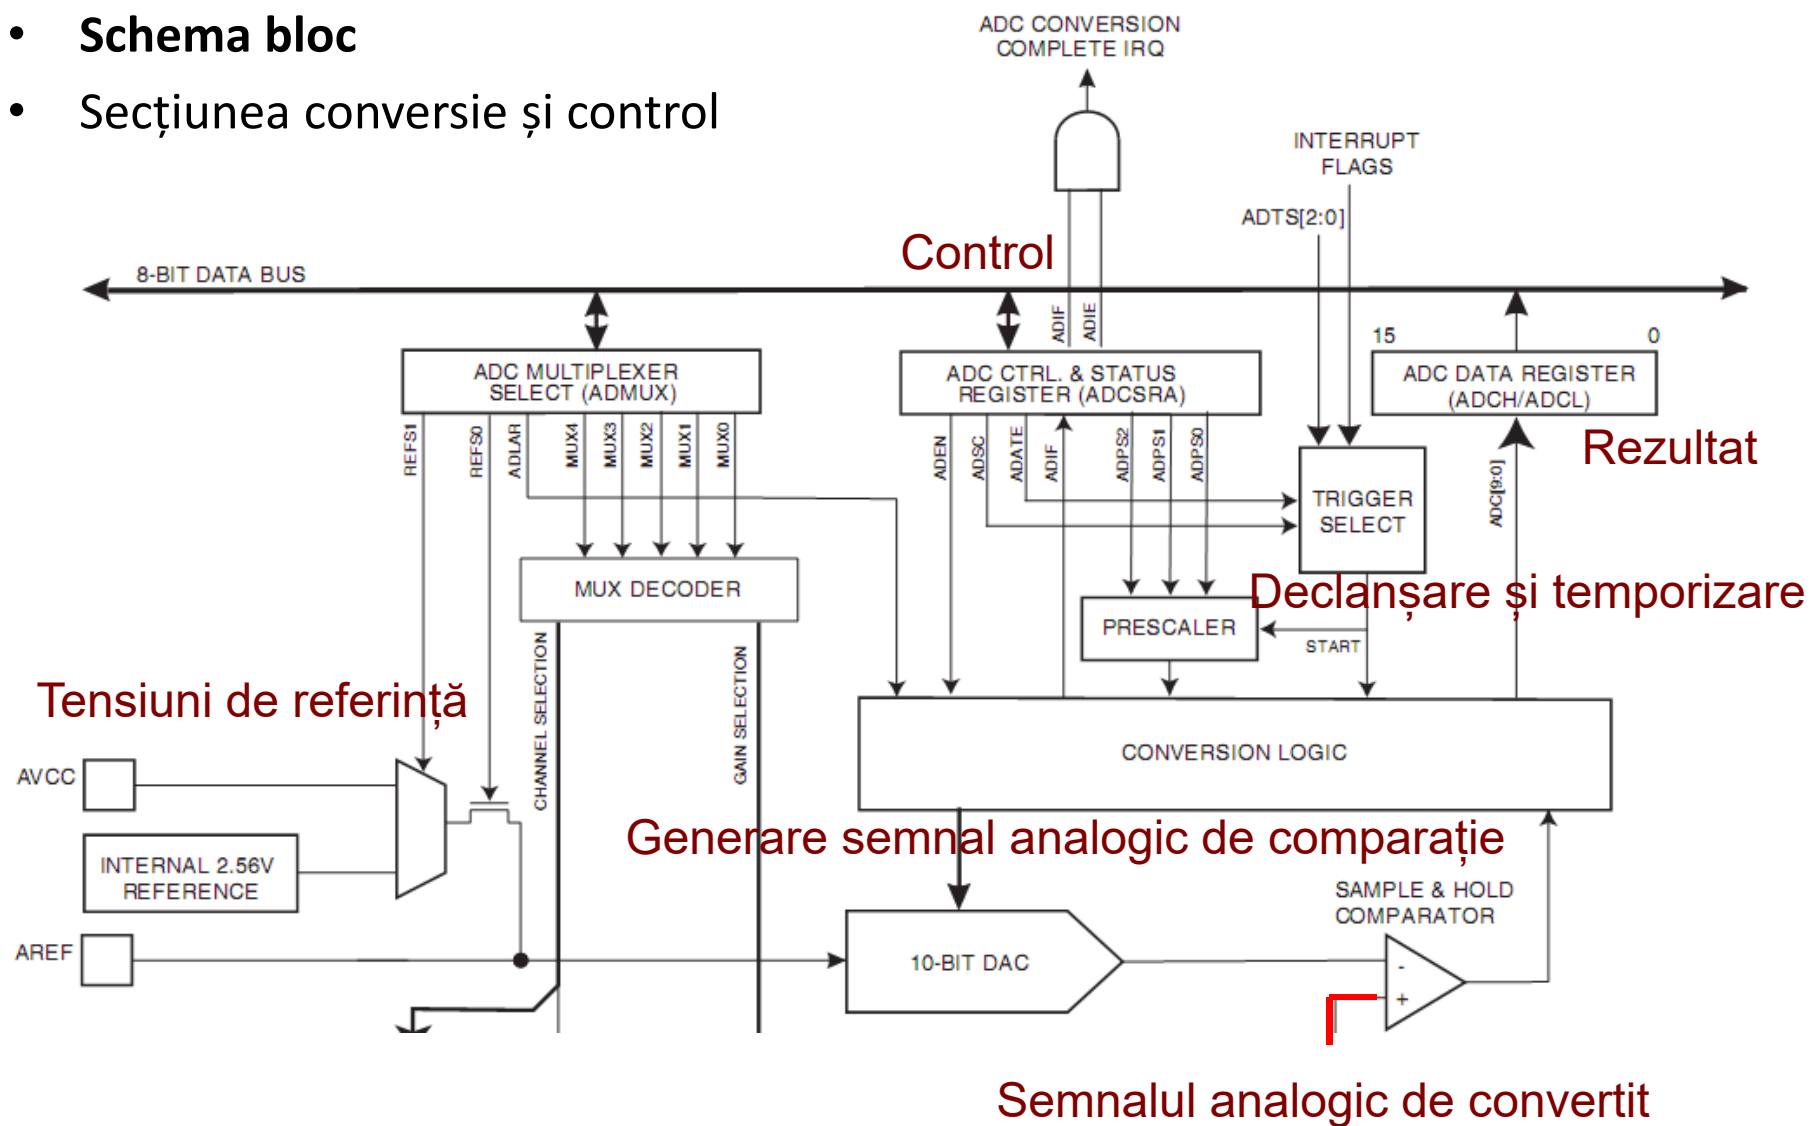 • Schema bloc
• Secțiunea conversie și control
ADC CONVERSION
COMPLETE IRQ
INTERRUPT
FLAGS
ADTS[2:0]
Control
8-BIT DATA BUS
ADIF
ADIE
15
0
ADC MULTIPLEXER
SELECT (ADMUX)
ADC CTRL. & STATUS
REGISTER (ADCSRA)
ADC DATA REGISTER
(ADCH/ADCL)
REFS1
REFS0
ADLAR
MUX4
MUX3
MUX2
MUX1
MUX0
ADEN
ADSC
ADATE
ADIF
ADPS2
ADPS1
ADPS0
Rezultat
ADC[9:0]
TRIGGER
SELECT
MUX DECODER
Declanșare și temporizare
PRESCALER
START
CHANNEL SELECTION
GAIN SELECTION
Tensiuni de referință
CONVERSION LOGIC
AVCC
Generare semnal analogic de comparație
INTERNAL 2.56V
REFERENCE
SAMPLE & HOLD
COMPARATOR
AREF
10-BIT DAC
-
+
Semnalul analogic de convertit